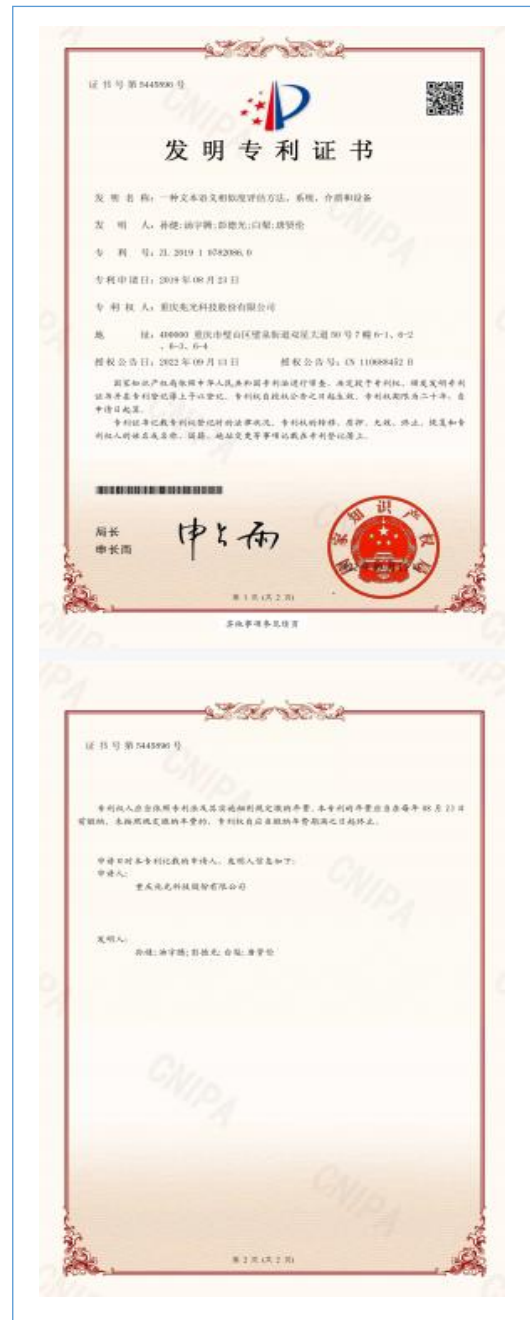 证书号第5445896号
发明专利证书
发 明 名 称：一种文本语义相似度评估方法、系统、介质和设备
发 明 人：孙健;油宇腾;彭德光;白梨;唐贤伦
专 利 号：ZL 2019 1 0782086.0
专利申请日：2019年08月23日
专 利 权 人：重庆兆光科技股份有限公司
地 址：400000 重庆市璧山区璧泉街道双星大道50号7幢6-1、6-2
、6-3、6-4
授权公告日：2022年09月13日 授权公告号：CN 110688452 B
国家知识产权局依照中华人民共和国专利法进行审查，决定授予专利权，颁发发明专利
证书并在专利登记簿上予以登记。专利权自授权公告之日起生效。专利权期限为二十年，自
申请日起算。
专利证书记载专利权登记时的法律状况。专利权的转移、质押、无效、终止、恢复和专
利权人的姓名或名称、国籍、地址变更等事项记载在专利登记簿上。
局长
申长雨
国家知识产权局
第 1 页 (共 2 页)
其他事项参见续页
证书号第5445896号
专利权人应当依照专利法及其实施细则规定缴纳年费。本专利的年费应当在每年08月23日
前缴纳。未按照规定缴纳年费的，专利权自应当缴纳年费期满之日起终止。
申请日时本专利记载的申请人、发明人信息如下：
申请人：
重庆兆光科技股份有限公司
发明人：
孙健;油宇腾;彭德光;白梨;唐贤伦
第 2 页 (共 2 页)
CNIPA